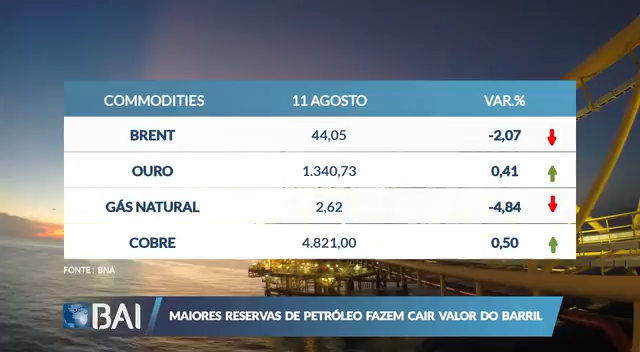 COMMODITIES 11 AGOSTO VAR.%
BRENT 44,05 -2,07
OURO 1.340,73 0,41
GÁS NATURAL 2,62 -4,84
COBRE 4.821,00 0,50
FONTE: BNA
BAI MAIORES RESERVAS DE PETRÓLEO FAZEM CAIR VALOR DO BARRIL